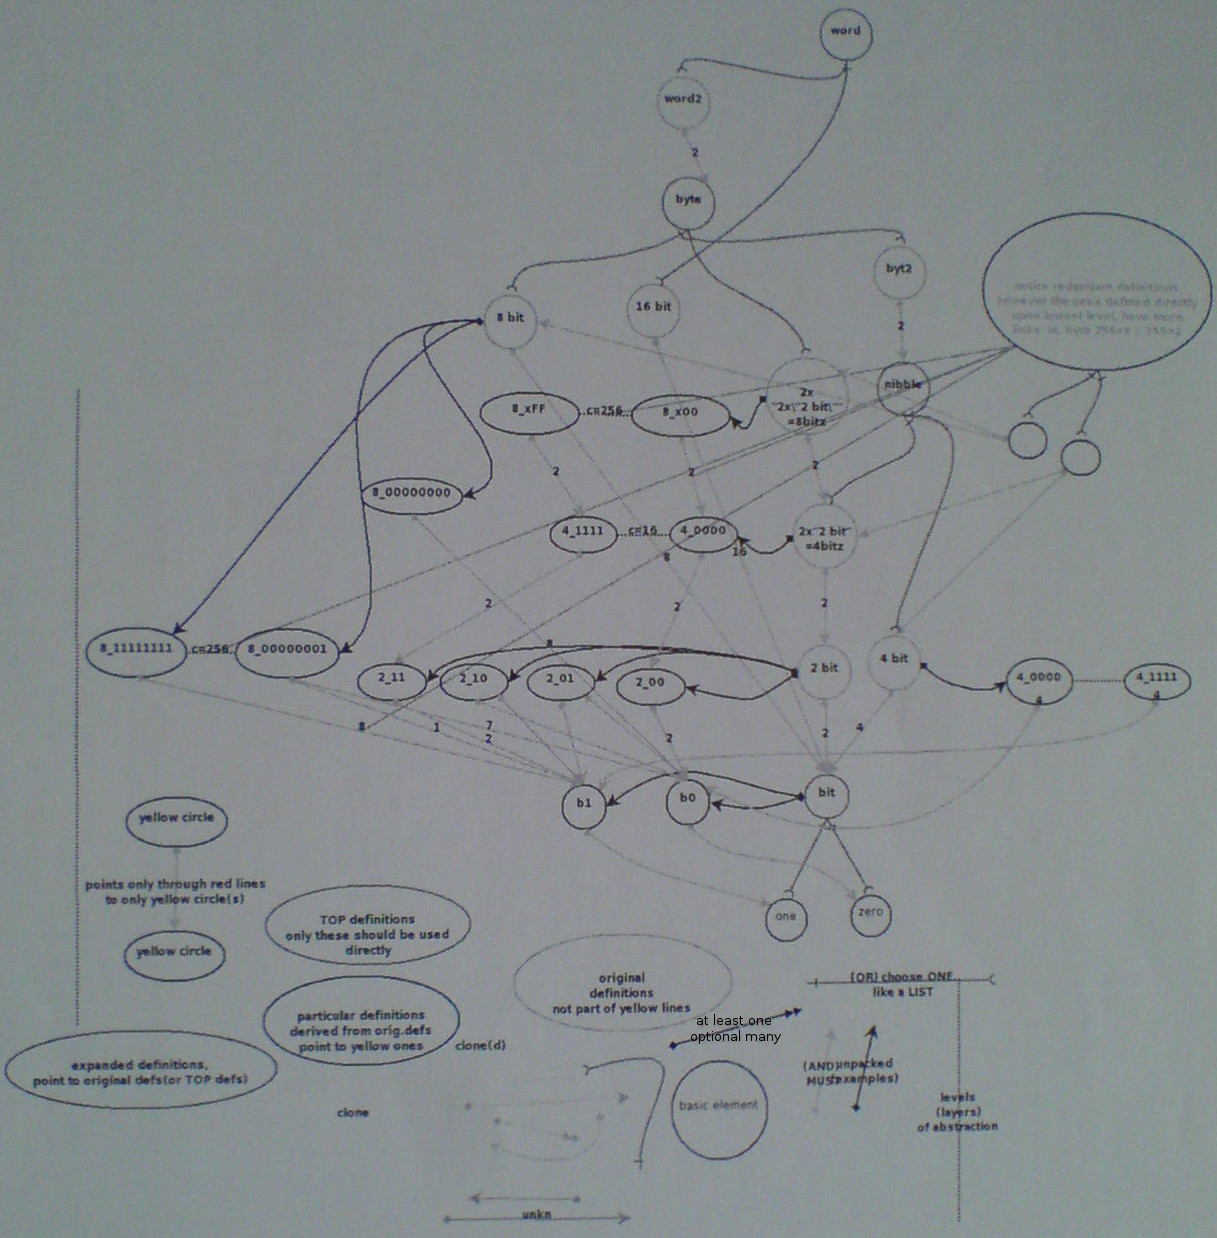 word
word2
2
byte
byt2
8 bit
16 bit
2
notice redundant definitions
however the ones defined directly
upon lowest level, have more
links. ie. byte 256×8
nibble
2x
2x\"2 bit\"
=8bitz
8_xFF
c=256
8_x00
2
2
2
8_00000000
4_1111
c=16
4_0000
2x"2 bit"
=4bitz
16
8
2
2
2
8_11111111
c=256
8_00000001
8
2_11
2_10
2_01
2_00
2 bit
4 bit
4_0000
4
4_1111
4
8
1
7
2
2
2
4
b1
b0
bit
yellow circle
points only through red lines
to only yellow circle(s)
yellow circle
one
zero
TOP definitions
only these should be used
directly
original
definitions
not part of yellow lines
(OR) choose ONE
like a LIST
particular definitions
derived from orig.defs
point to yellow ones
at least one
optional many
clone(d)
expanded definitions,
point to original defs(or TOP defs)
(AND)
MUST
unpacked
examples)
clone
basic element
levels
(layers)
of abstraction
unkn